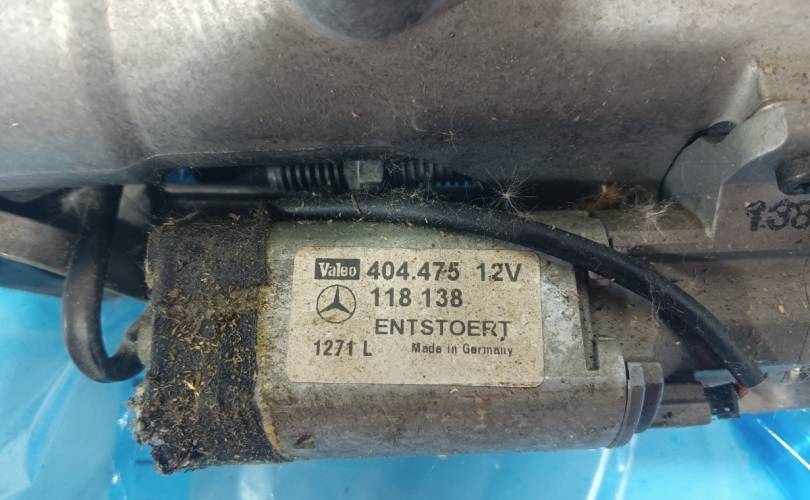 Valeo 404.475 12V
118 138
ENTSTOERT
1271 L Made in Germany
138